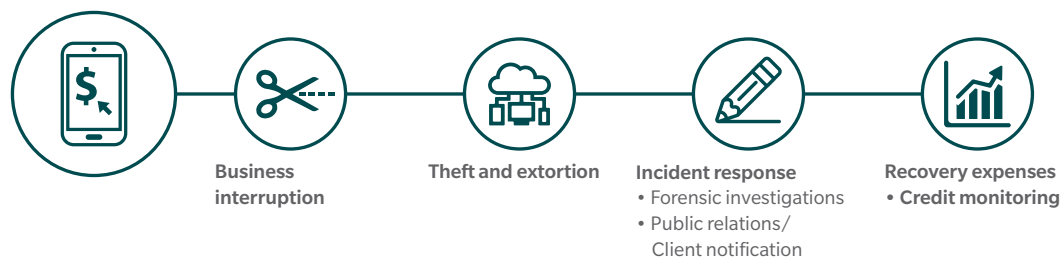 $
Business
interruption
Theft and extortion
Incident response
• Forensic investigations
• Public relations/
Client notification
Recovery expenses
• Credit monitoring